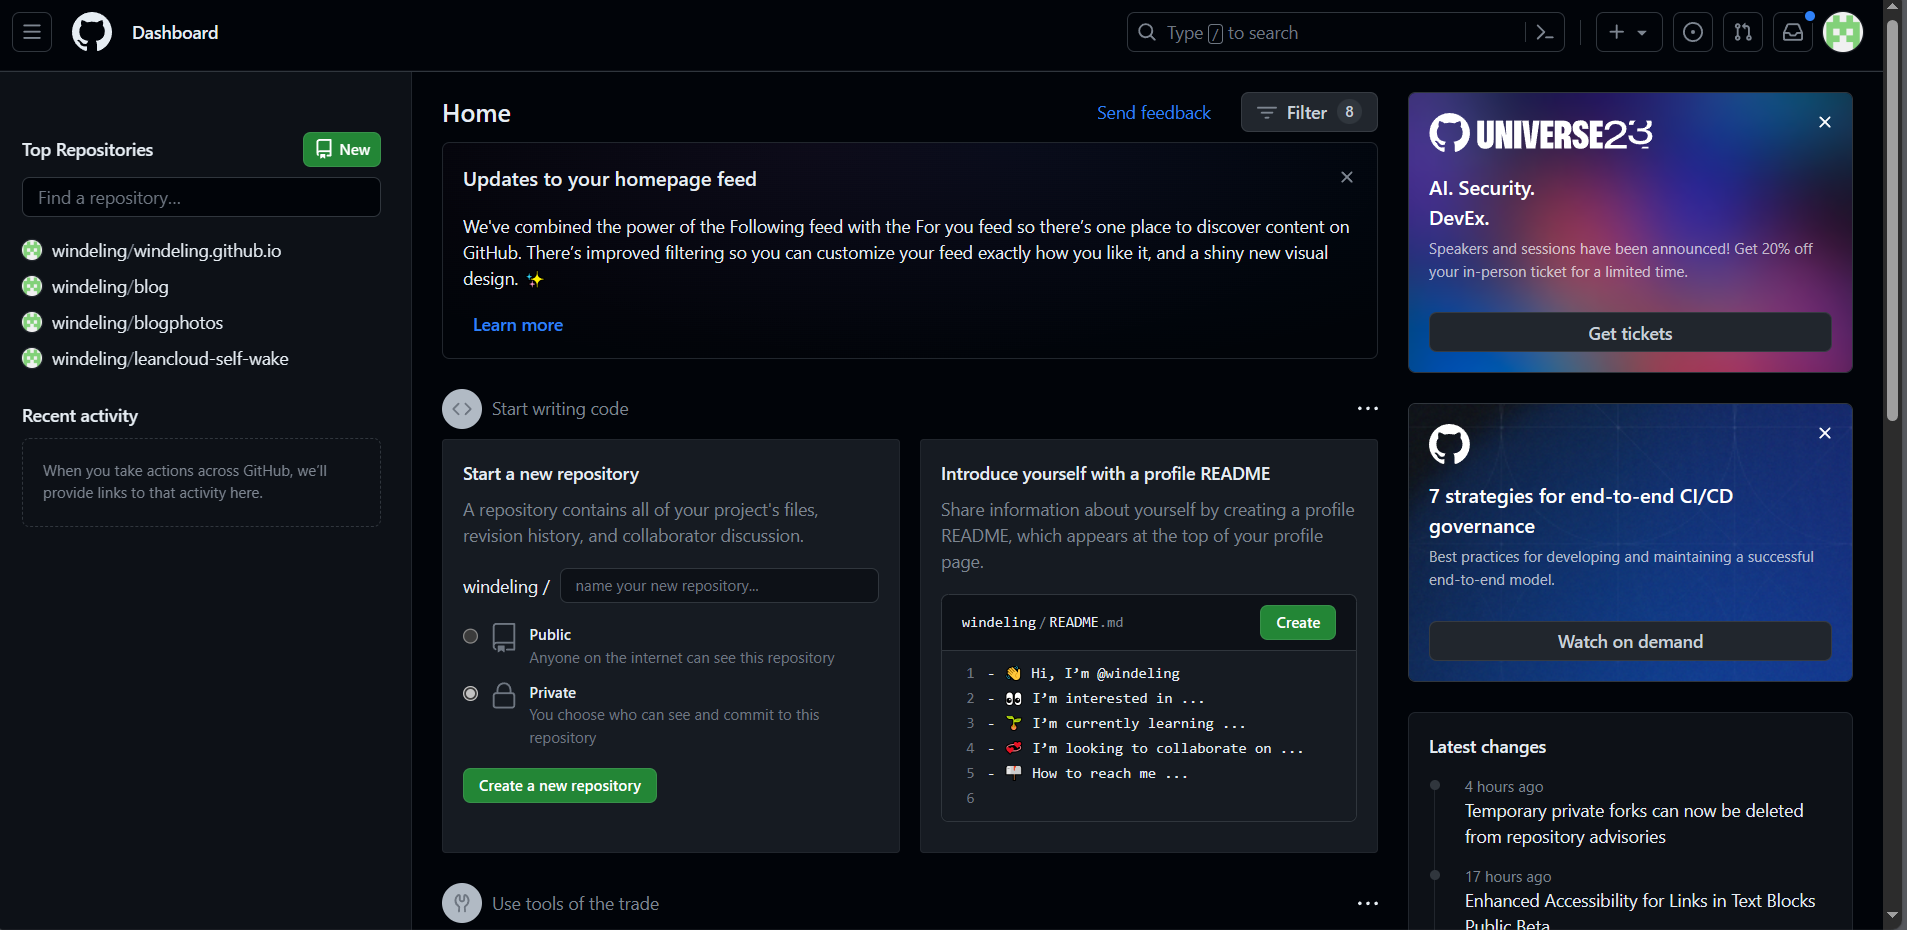 Dashboard
Type / to search
Top Repositories
New
Find a repository...
windeling/windeling.github.io
windeling/blog
windeling/blogphotos
windeling/leancloud-self-wake
Recent activity
When you take actions across GitHub, we’ll
provide links to that activity here.
Home
Send feedback
Filter 8
Updates to your homepage feed
We've combined the power of the Following feed with the For you feed so there’s one place to discover content on
GitHub. There’s improved filtering so you can customize your feed exactly how you like it, and a shiny new visual
design. ✨
Learn more
Start writing code
Start a new repository
A repository contains all of your project's files,
revision history, and collaborator discussion.
windeling / name your new repository...
Public
Anyone on the internet can see this repository
Private
You choose who can see and commit to this
repository
Create a new repository
Introduce yourself with a profile README
Share information about yourself by creating a profile
README, which appears at the top of your profile
page.
windeling/README.md
Create
1 - 👋 Hi, I’m @windeling
2 - 👀 I’m interested in ...
3 - 🌱 I’m currently learning ...
4 - 💞️ I’m looking to collaborate on ...
5 - 📫 How to reach me ...
6
Use tools of the trade
UNIVERSE23
AI. Security.
DevEx.
Speakers and sessions have been announced! Get 20% off
your in-person ticket for a limited time.
Get tickets
7 strategies for end-to-end CI/CD
governance
Best practices for developing and maintaining a successful
end-to-end model.
Watch on demand
Latest changes
4 hours ago
Temporary private forks can now be deleted
from repository advisories
17 hours ago
Enhanced Accessibility for Links in Text Blocks
Public Beta